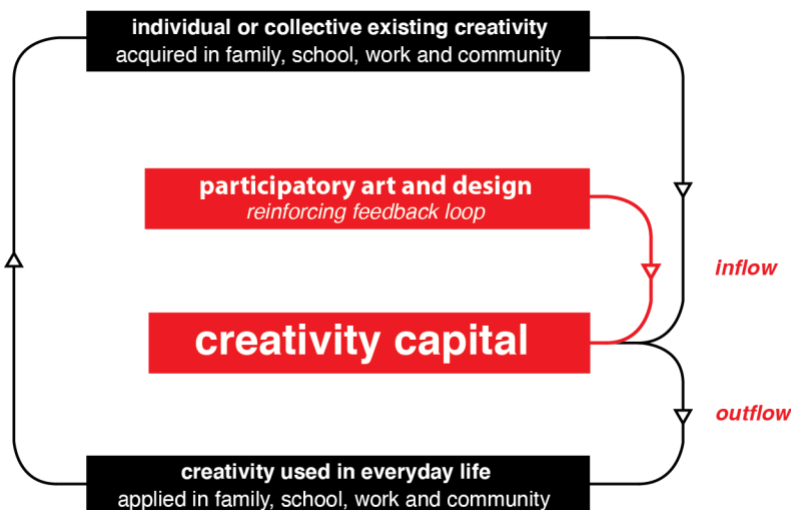 individual or collective existing creativity
acquired in family, school, work and community
participatory art and design
reinforcing feedback loop
inflow
creativity capital
outflow
creativity used in everyday life
applied in family, school, work and community